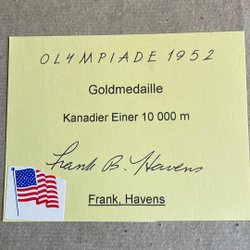 OLYMPIADE 1952
Goldmedaille
Kanadier Einer 10 000 m
Frank B. Havens
Frank, Havens